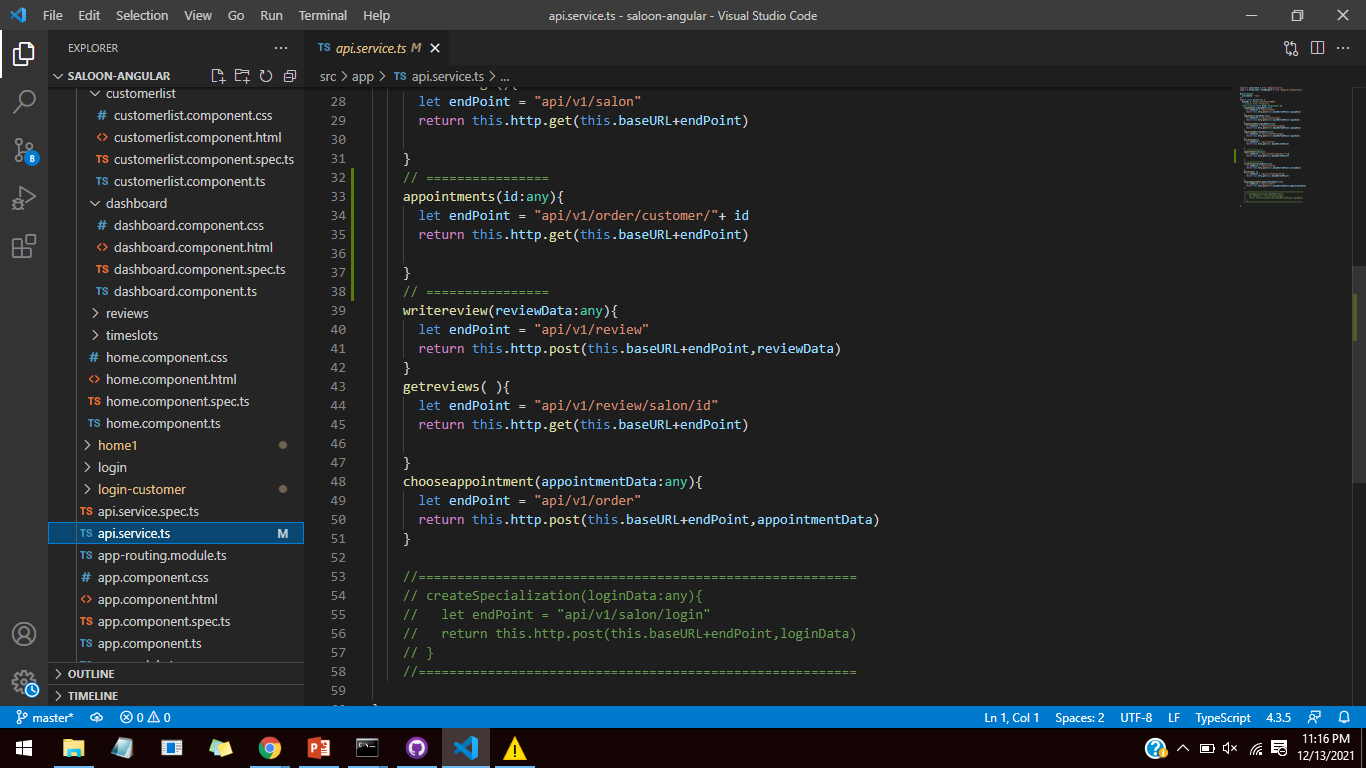 File Edit Selection View Go Run Terminal Help
api.service.ts - saloon-angular - Visual Studio Code
EXPLORER
SALOON-ANGULAR
customerlist
customerlist.component.css
customerlist.component.html
customerlist.component.spec.ts
customerlist.component.ts
dashboard
dashboard.component.css
dashboard.component.html
dashboard.component.spec.ts
dashboard.component.ts
reviews
timeslots
home.component.css
home.component.html
home.component.spec.ts
home.component.ts
home1
login
login-customer
api.service.spec.ts
api.service.ts M
app-routing.module.ts
app.component.css
app.component.html
app.component.spec.ts
app.component.ts
OUTLINE
TIMELINE
TS api.service.ts M
src > app > TS api.service.ts > ...
28 let endPoint = "api/v1/salon"
29 return this.http.get(this.baseURL+endPoint)
30
31 }
32 // ================
33 appointments(id:any){
34 let endPoint = "api/v1/order/customer/"+ id
35 return this.http.get(this.baseURL+endPoint)
36
37 }
38 // ================
39 writereview(reviewData:any){
40 let endPoint = "api/v1/review"
41 return this.http.post(this.baseURL+endPoint,reviewData)
42 }
43 getreviews( ){
44 let endPoint = "api/v1/review/salon/id"
45 return this.http.get(this.baseURL+endPoint)
46
47 }
48 chooseappointment(appointmentData:any){
49 let endPoint = "api/v1/order"
50 return this.http.post(this.baseURL+endPoint,appointmentData)
51 }
52
53 //=========================================================
54 // createSpecialization(loginData:any){
55 //   let endPoint = "api/v1/salon/login"
56 //   return this.http.post(this.baseURL+endPoint,loginData)
57 // }
58 //=========================================================
59
master* 0 0
Ln 1, Col 1 Spaces: 2 UTF-8 LF TypeScript 4.3.5
11:16 PM
12/13/2021